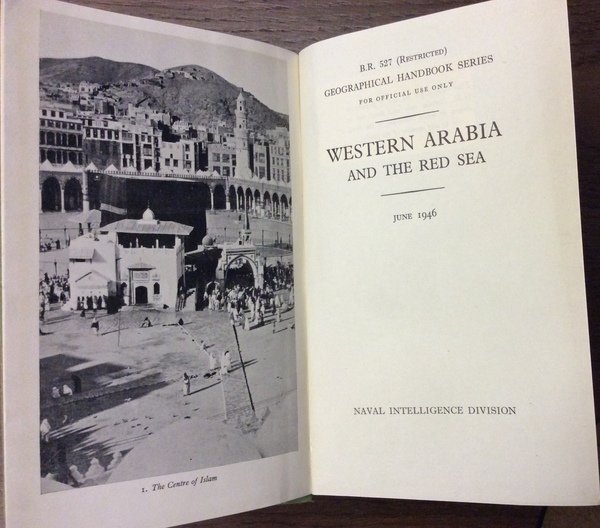 1. The Centre of Islam
B.R. 527 (RESTRICTED)
GEOGRAPHICAL HANDBOOK SERIES
FOR OFFICIAL USE ONLY
WESTERN ARABIA
AND THE RED SEA
JUNE 1946
NAVAL INTELLIGENCE DIVISION